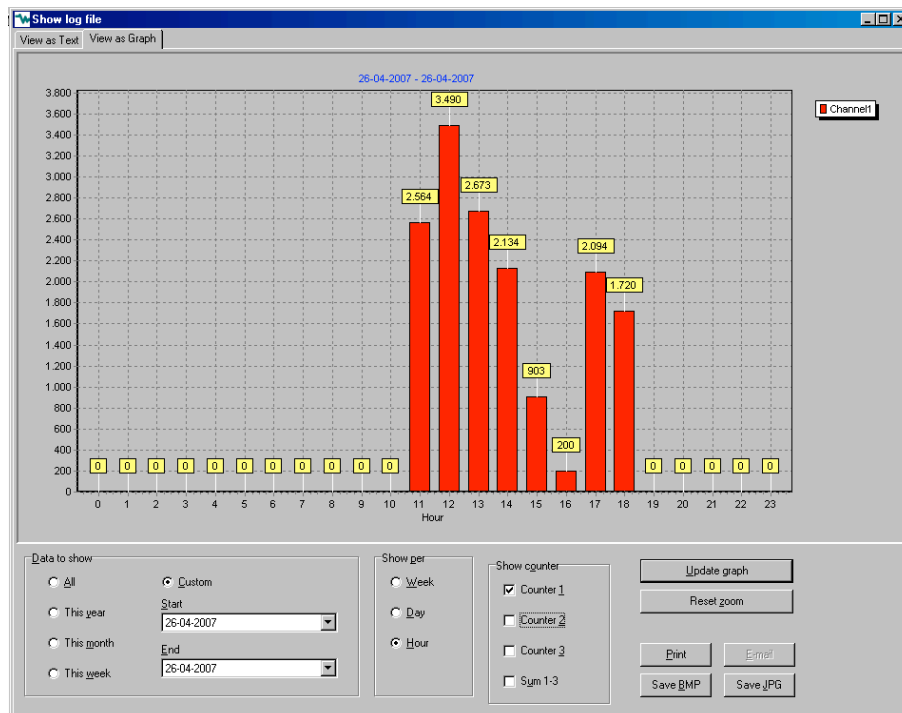 Show log file
View as Text View as Graph
26-04-2007 - 26-04-2007
3.800
3.600
3.400
3.200
3.000
2.800
2.600
2.400
2.200
2.000
1.800
1.600
1.400
1.200
1.000
800
600
400
200
0
0 0 0 0 0 0 0 0 0 0 0 2.564 3.490 2.673 2.134 903 200 2.094 1.720 0 0 0 0 0
0 1 2 3 4 5 6 7 8 9 10 11 12 13 14 15 16 17 18 19 20 21 22 23
Hour
Channel1
Data to show
All
This year
This month
This week
Custom
Start
26-04-2007
End
26-04-2007
Show per
Week
Day
Hour
Show counter
Counter 1
Counter 2
Counter 3
Sum 1-3
Update graph
Reset zoom
Print E-mail
Save BMP Save JPG